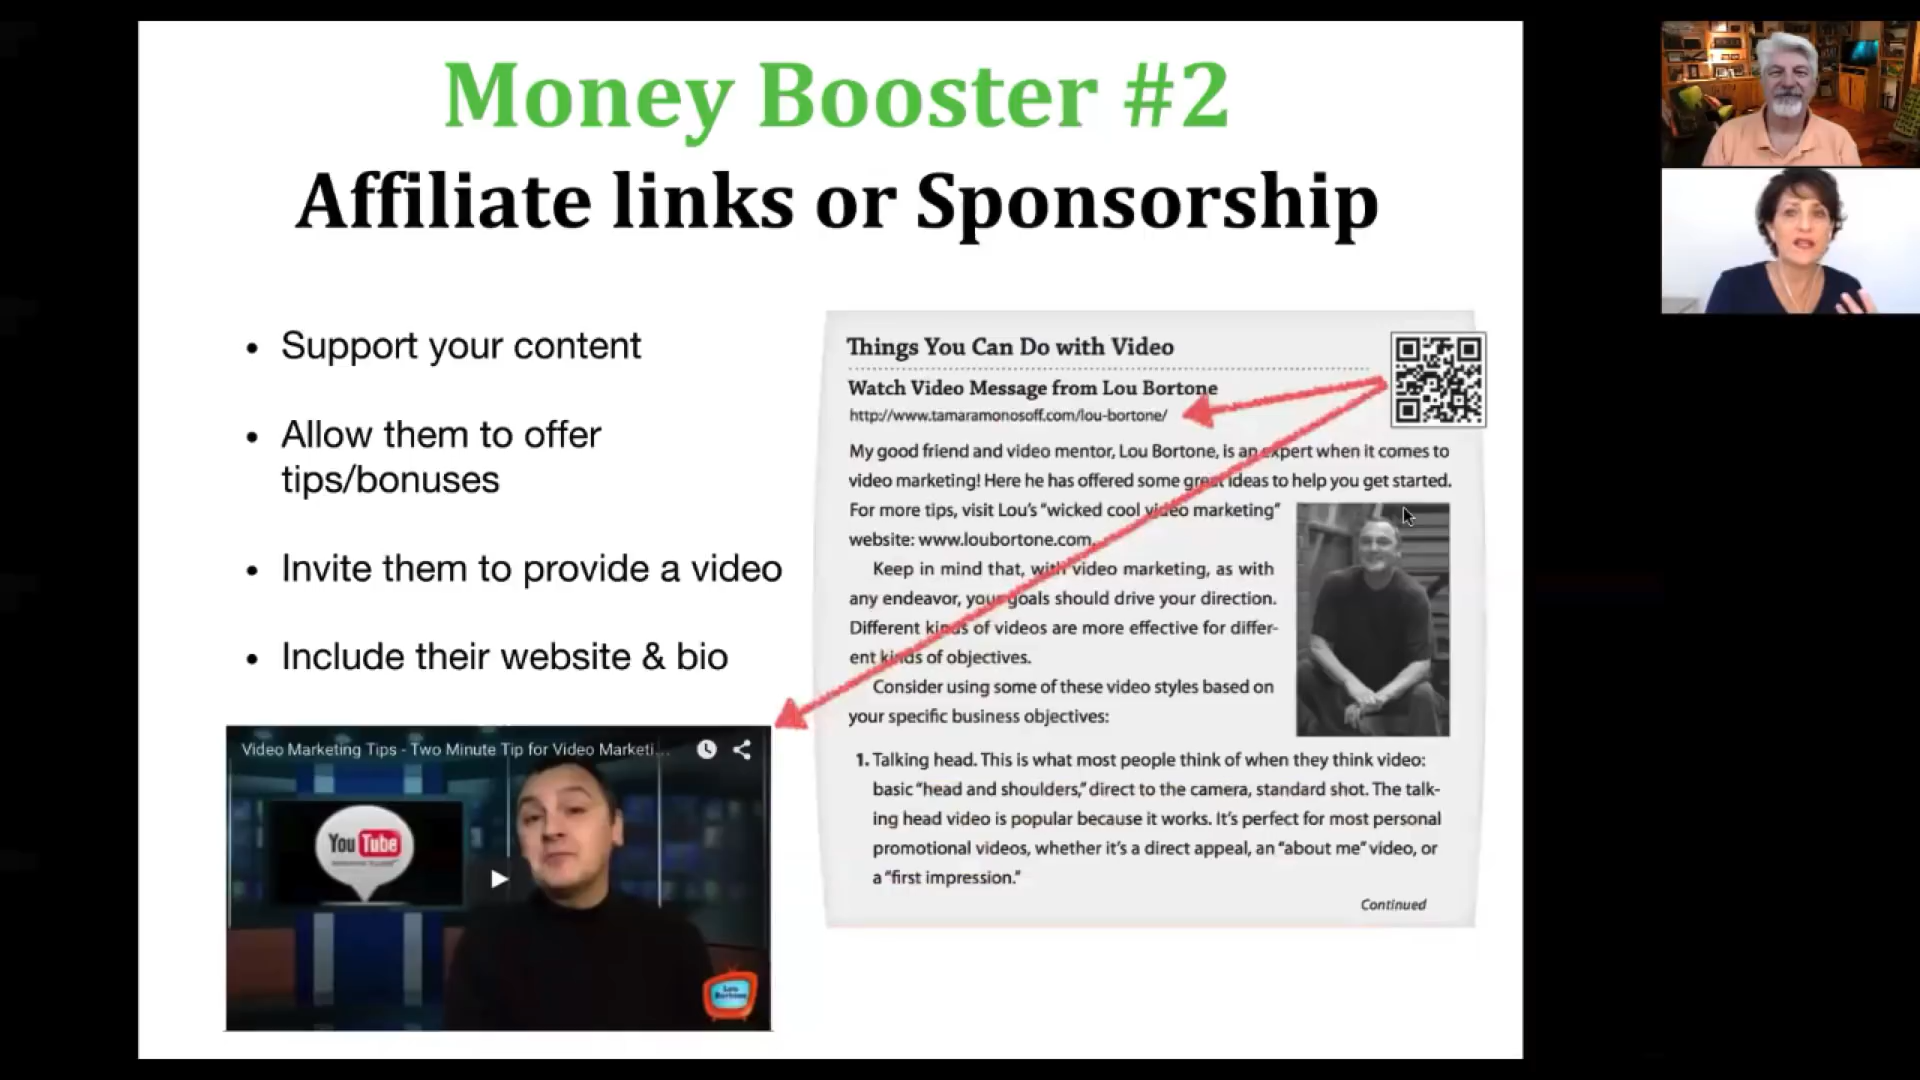 Money Booster #2
Affiliate links or Sponsorship
• Support your content
• Allow them to offer
tips/bonuses
• Invite them to provide a video
• Include their website & bio
Video Marketing Tips - Two Minute Tip for Video Marketi...
You Tube
Lou
Bortone
Things You Can Do with Video
Watch Video Message from Lou Bortone
http://www.tamaramonosoff.com/lou-bortone/
My good friend and video mentor, Lou Bortone, is an expert when it comes to
video marketing! Here he has offered some great ideas to help you get started.
For more tips, visit Lou's “wicked cool video marketing”
website: www.loubortone.com.
Keep in mind that, with video marketing, as with
any endeavor, your goals should drive your direction.
Different kinds of videos are more effective for differ-
ent kinds of objectives.
Consider using some of these video styles based on
your specific business objectives:
1. Talking head. This is what most people think of when they think video:
basic “head and shoulders,” direct to the camera, standard shot. The talk-
ing head video is popular because it works. It's perfect for most personal
promotional videos, whether it's a direct appeal, an “about me” video, or
a “first impression.”
Continued